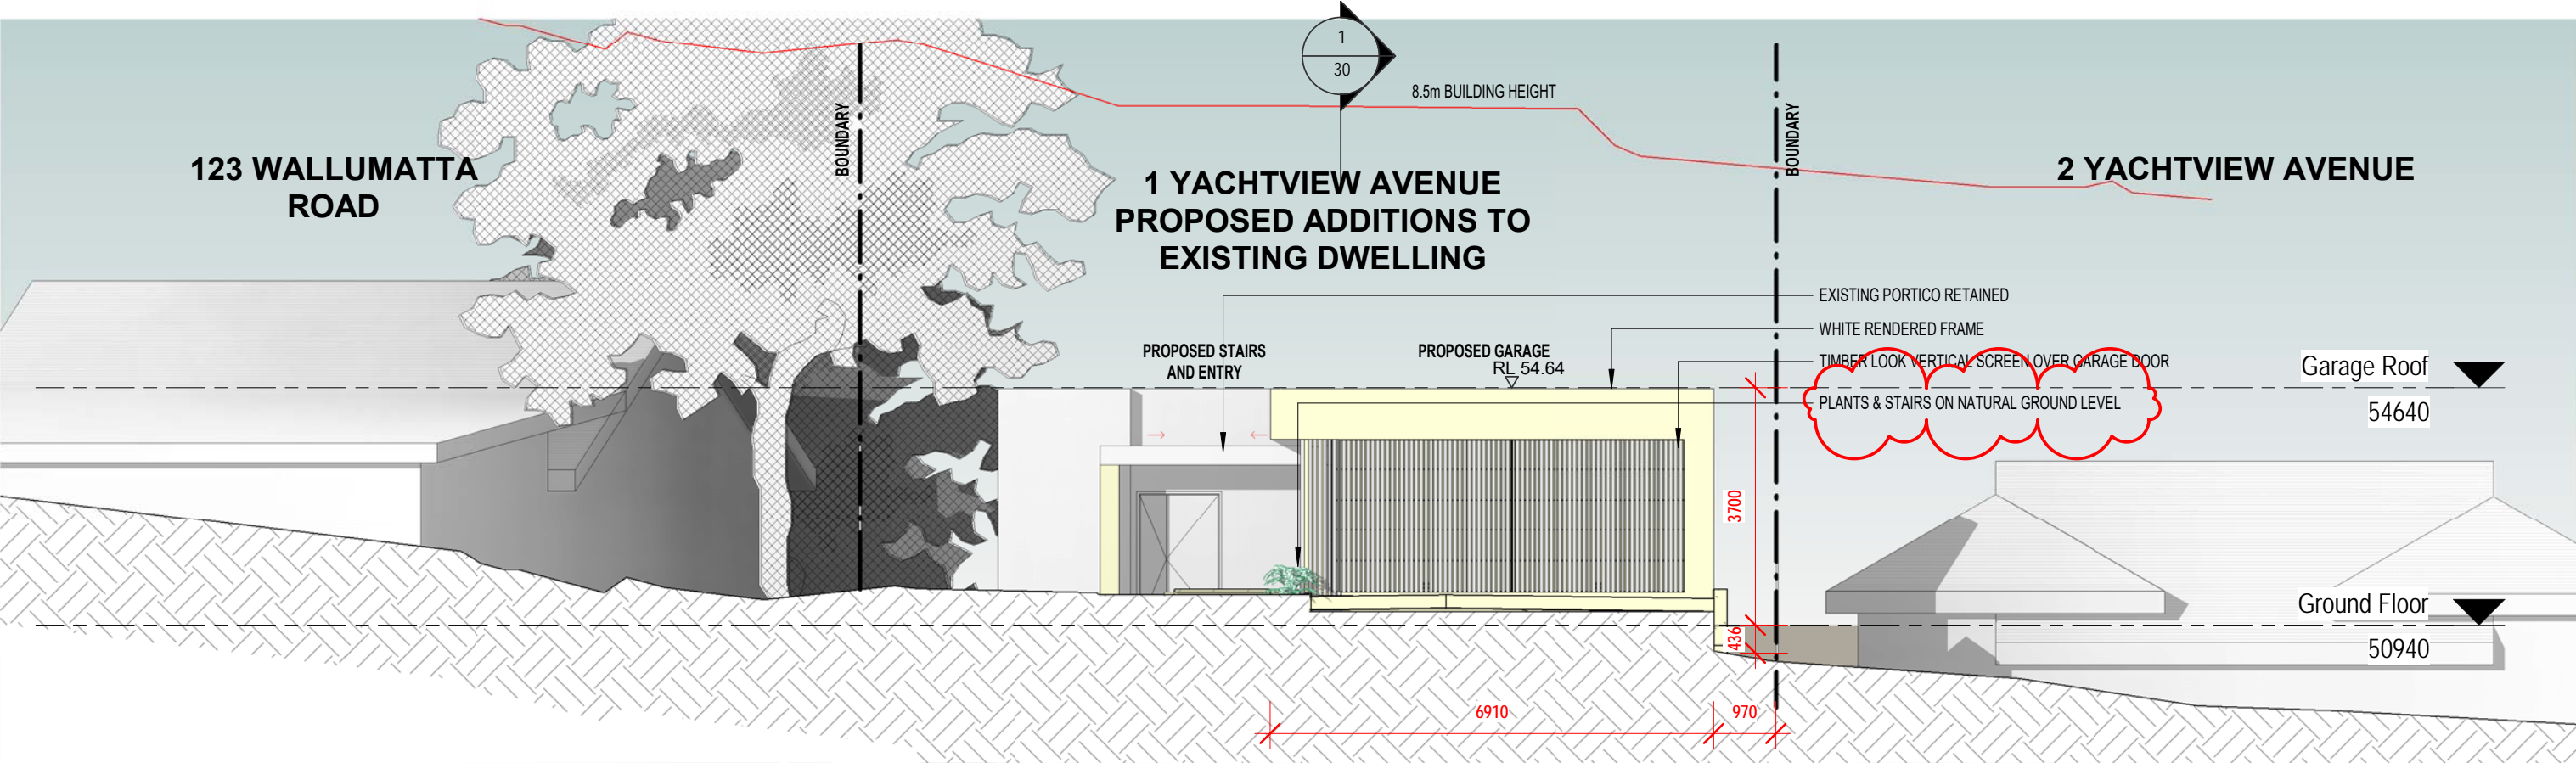 1
30
8.5m BUILDING HEIGHT
BOUNDARY
BOUNDARY
123 WALLUMATTA
ROAD
1 YACHTVIEW AVENUE
PROPOSED ADDITIONS TO
EXISTING DWELLING
2 YACHTVIEW AVENUE
EXISTING PORTICO RETAINED
WHITE RENDERED FRAME
PROPOSED STAIRS
AND ENTRY
PROPOSED GARAGE
RL 54.64
TIMBER LOOK VERTICAL SCREEN OVER GARAGE DOOR
PLANTS & STAIRS ON NATURAL GROUND LEVEL
Garage Roof
54640
3700
Ground Floor
50940
436
6910
970